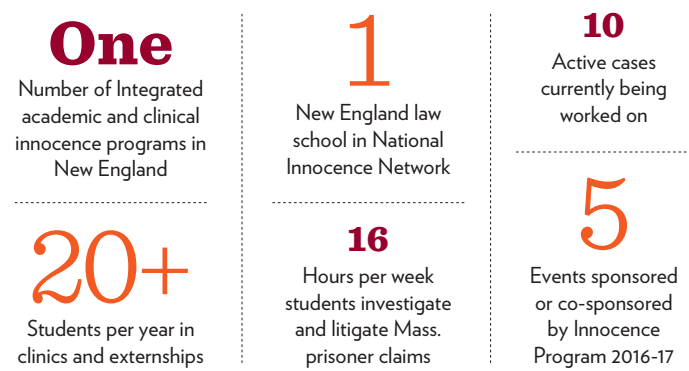 One
Number of Integrated
academic and clinical
innocence programs in
New England
20+
Students per year in
clinics and externships
1
New England law
school in National
Innocence Network
16
Hours per week
students investigate
and litigate Mass.
prisoner claims
10
Active cases
currently being
worked on
5
Events sponsored
or co-sponsored
by Innocence
Program 2016-17